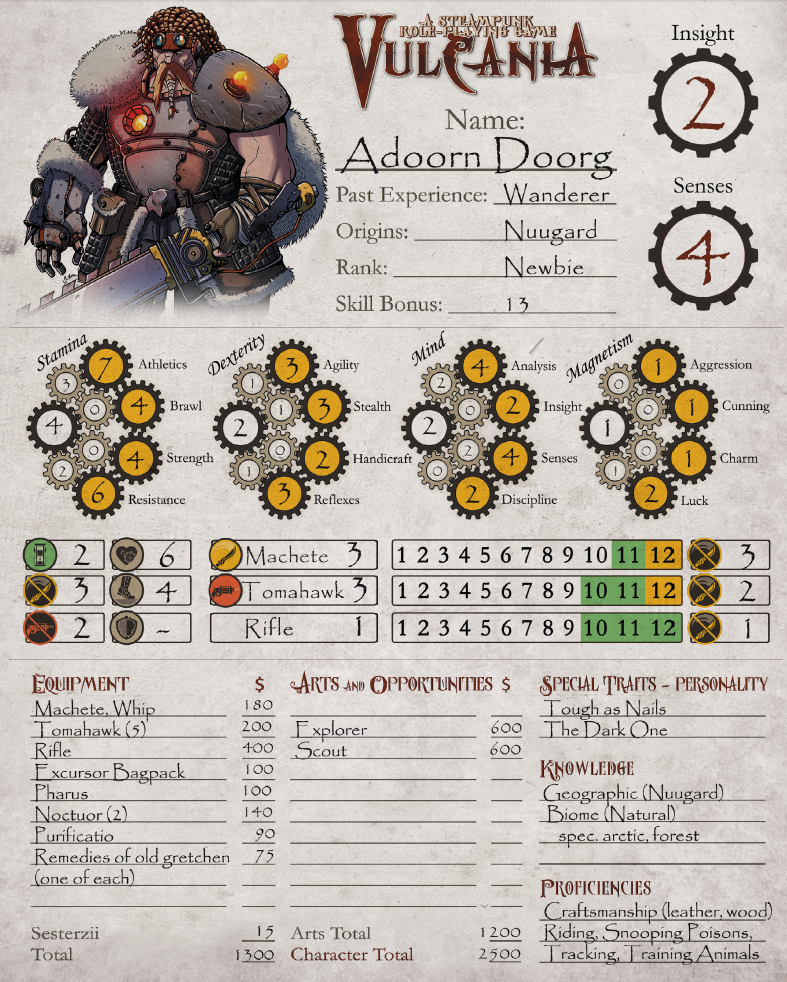 A STEAMPUNK
ROLE-PLAYING GAME
VULCANIA
Insight
2
Name:
Adoorn Doorg
Past Experience: Wanderer
Origins: Nuugard
Rank: Newbie
Skill Bonus: 13
Senses
4
Stamina
4
3
0
0
2
7 Athletics
4 Brawl
4 Strength
6 Resistance
Dexterity
2
1
1
0
1
3 Agility
3 Stealth
2 Handicraft
3 Reflexes
Mind
2
2
0
2
0
4 Analysis
2 Insight
4 Senses
2 Discipline
Magnetism
1
0
0
0
1
1 Aggression
1 Cunning
1 Charm
2 Luck
2 6 Machete 3 1 2 3 4 5 6 7 8 9 10 11 12 3
3 4 Tomahawk 3 1 2 3 4 5 6 7 8 9 10 11 12 2
2 - Rifle 1 1 2 3 4 5 6 7 8 9 10 11 12 1
EQUIPMENT $
Machete, Whip 180
Tomahawk (5) 200
Rifle 400
Excursor Bagpack 100
Pharus 100
Noctuor (2) 140
Purificatio 90
Remedies of old gretchen 75
(one of each)
Sesterzii 15
Total 1300
ARTS AND OPPORTUNITIES $
Explorer 600
Scout 600
Arts Total 1200
Character Total 2500
SPECIAL TRAITS - PERSONALITY
Tough as Nails
The Dark One
KNOWLEDGE
Geographic (Nuugard)
Biome (Natural)
spec. arctic, forest
PROFICIENCIES
Craftsmanship (leather, wood)
Riding, Snooping Poisons,
Tracking, Training Animals